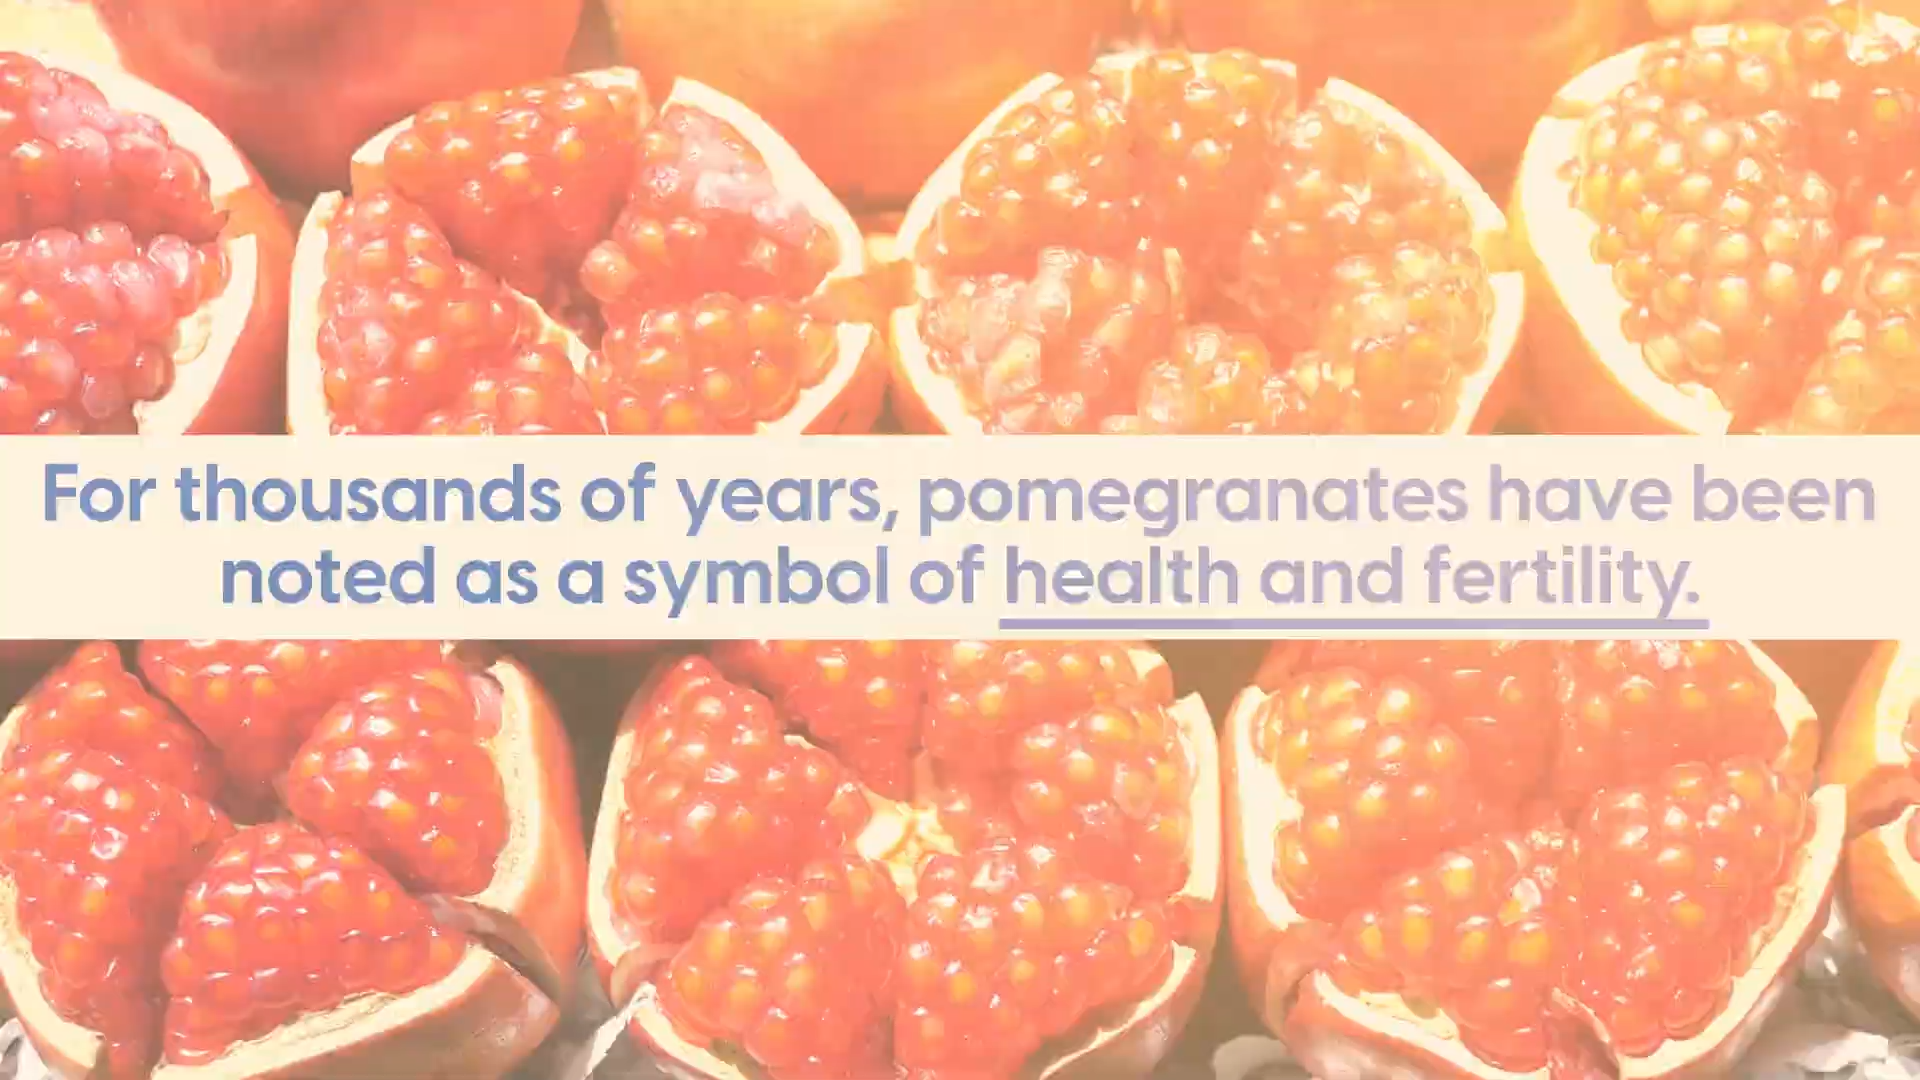 For thousands of years, pomegranates have been
noted as a symbol of health and fertility.